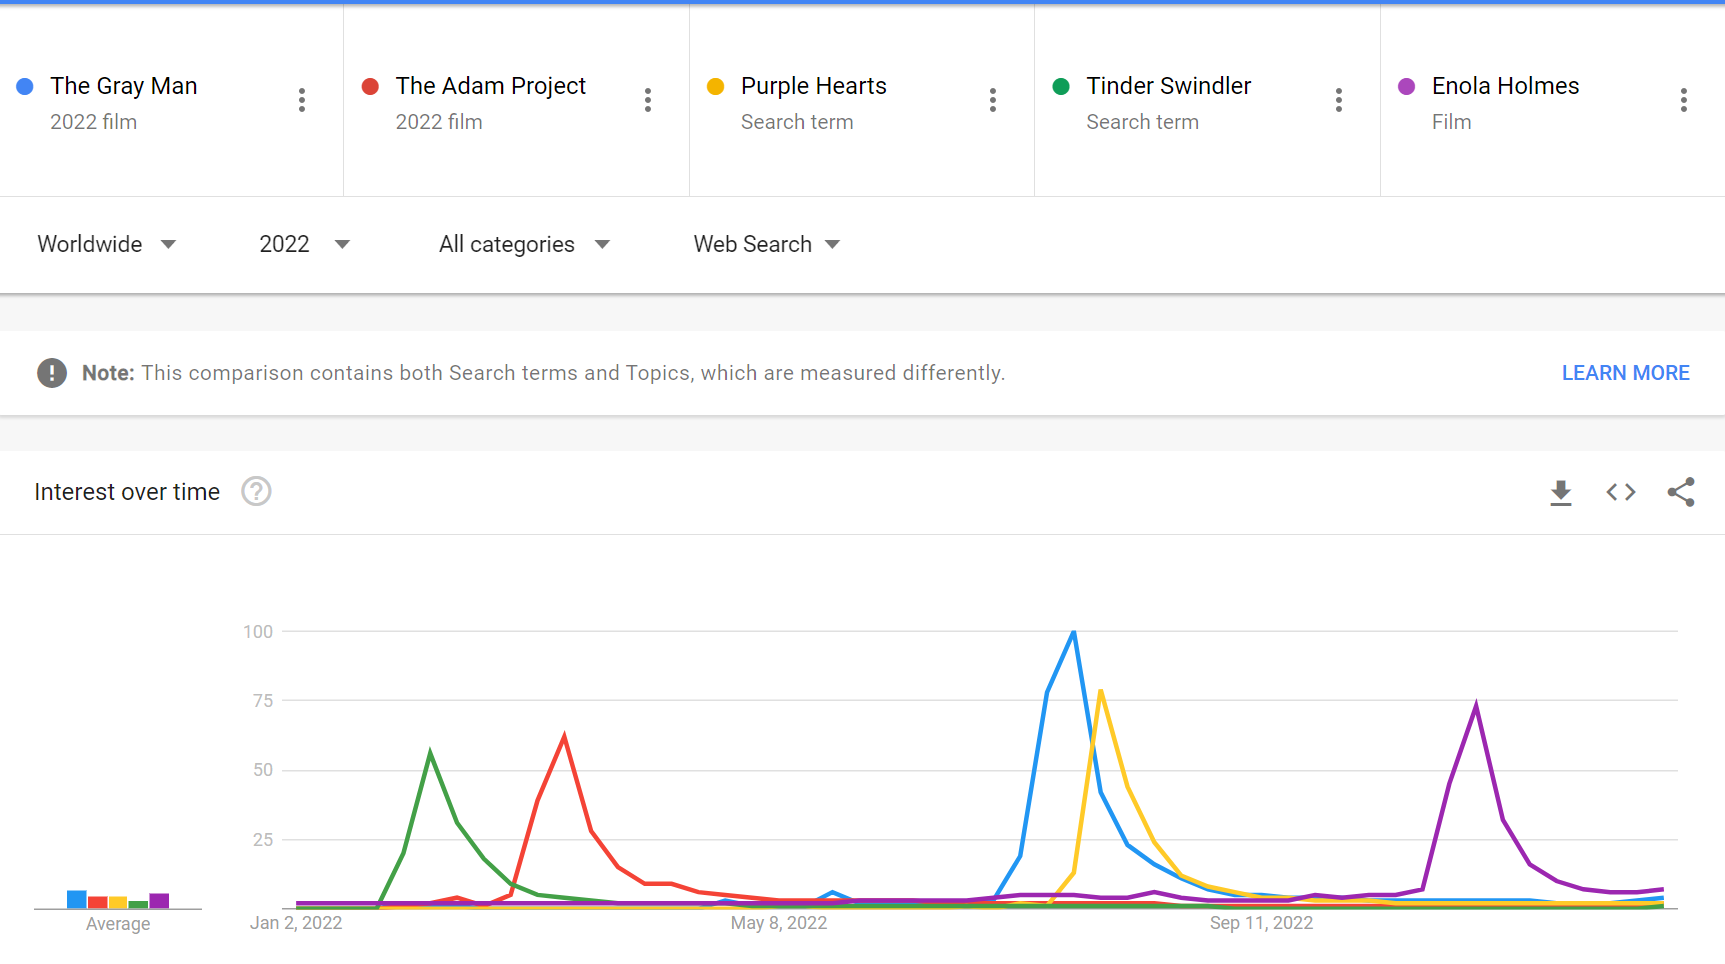 The Gray Man
2022 film
The Adam Project
2022 film
Purple Hearts
Search term
Tinder Swindler
Search term
Enola Holmes
Film
Worldwide
2022
All categories
Web Search
Note: This comparison contains both Search terms and Topics, which are measured differently.
LEARN MORE
Interest over time
100
75
50
25
Average
Jan 2, 2022
May 8, 2022
Sep 11, 2022